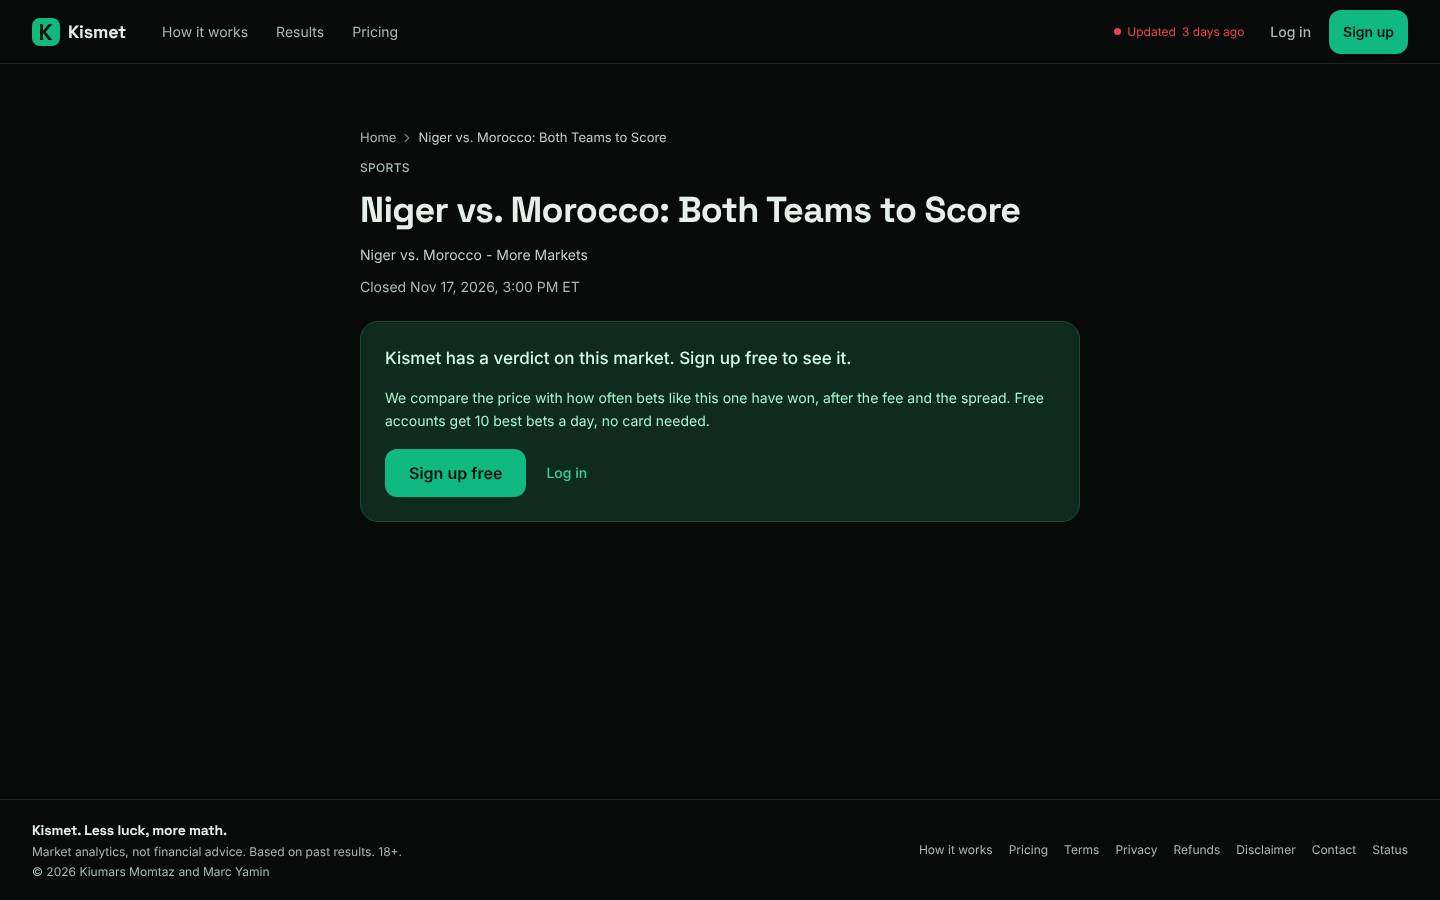 K Kismet How it works Results Pricing Updated 3 days ago Log in Sign up
Home > Niger vs. Morocco: Both Teams to Score
SPORTS
Niger vs. Morocco: Both Teams to Score
Niger vs. Morocco - More Markets
Closed Nov 17, 2026, 3:00 PM ET
Kismet has a verdict on this market. Sign up free to see it.
We compare the price with how often bets like this one have won, after the fee and the spread. Free
accounts get 10 best bets a day, no card needed.
Sign up free Log in
Kismet. Less luck, more math.
Market analytics, not financial advice. Based on past results. 18+.
© 2026 Kiumars Momtaz and Marc Yamin
How it works Pricing Terms Privacy Refunds Disclaimer Contact Status